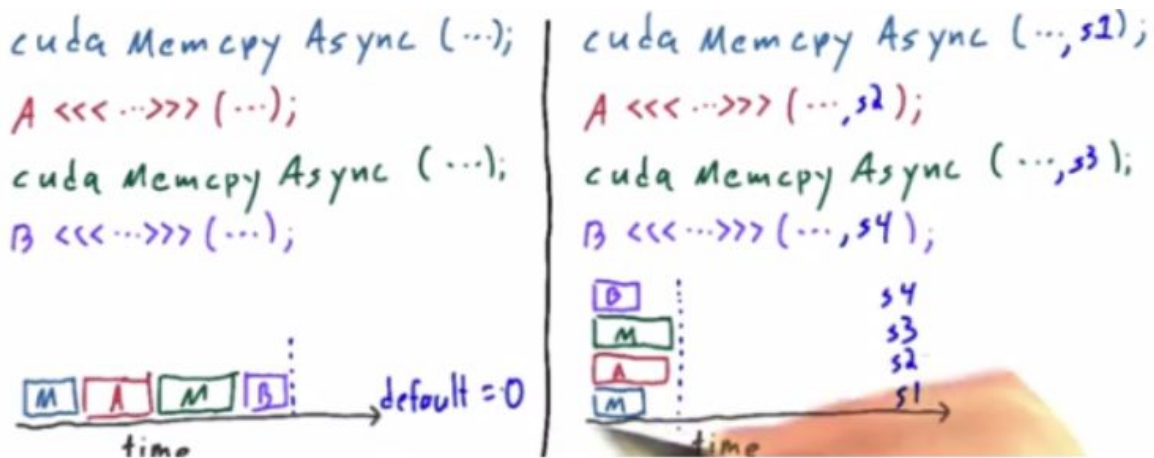 cuda Memcpy Async (...);
A <<< ... >>> (...);
cuda Memcpy Async (...);
B <<< ... >>> (...);
M A M B default = 0
time
cuda Memcpy Async (..., s1);
A <<< ... >>> (..., s2);
cuda Memcpy Async (..., s3);
B <<< ... >>> (..., s4);
B s4
M s3
A s2
M s1
time